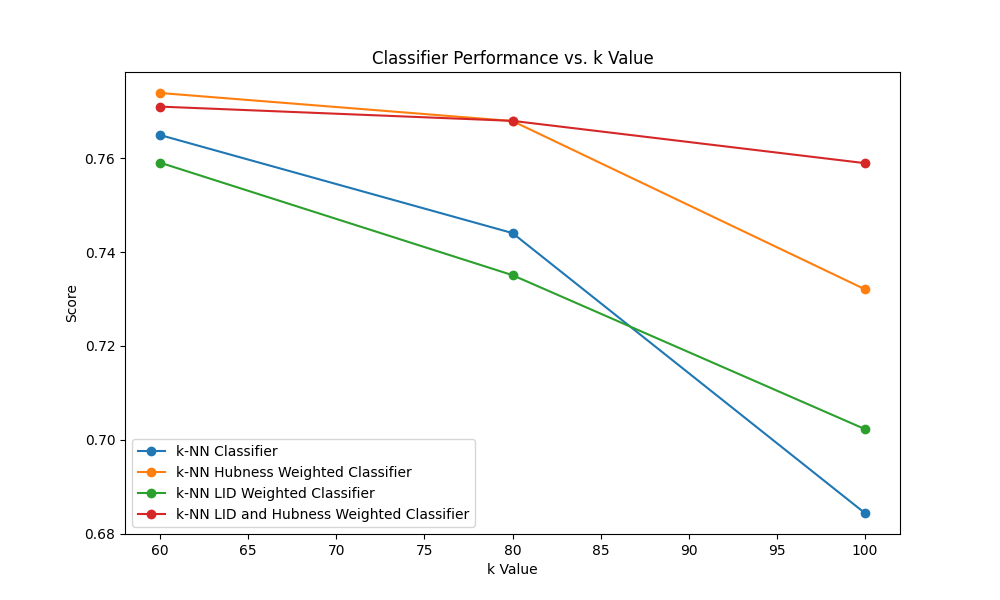 Classifier Performance vs. k Value
Score
0.76
0.74
0.72
0.70
0.68
k-NN Classifier
k-NN Hubness Weighted Classifier
k-NN LID Weighted Classifier
k-NN LID and Hubness Weighted Classifier
60 65 70 75 80 85 90 95 100
k Value